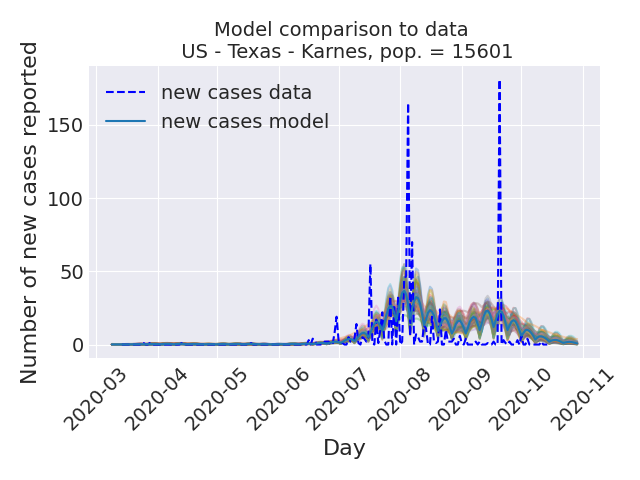 Model comparison to data
US - Texas - Karnes, pop. = 15601
new cases data
new cases model
Number of new cases reported
150
100
50
0
2020-03
2020-04
2020-05
2020-06
2020-07
2020-08
2020-09
2020-10
2020-11
Day